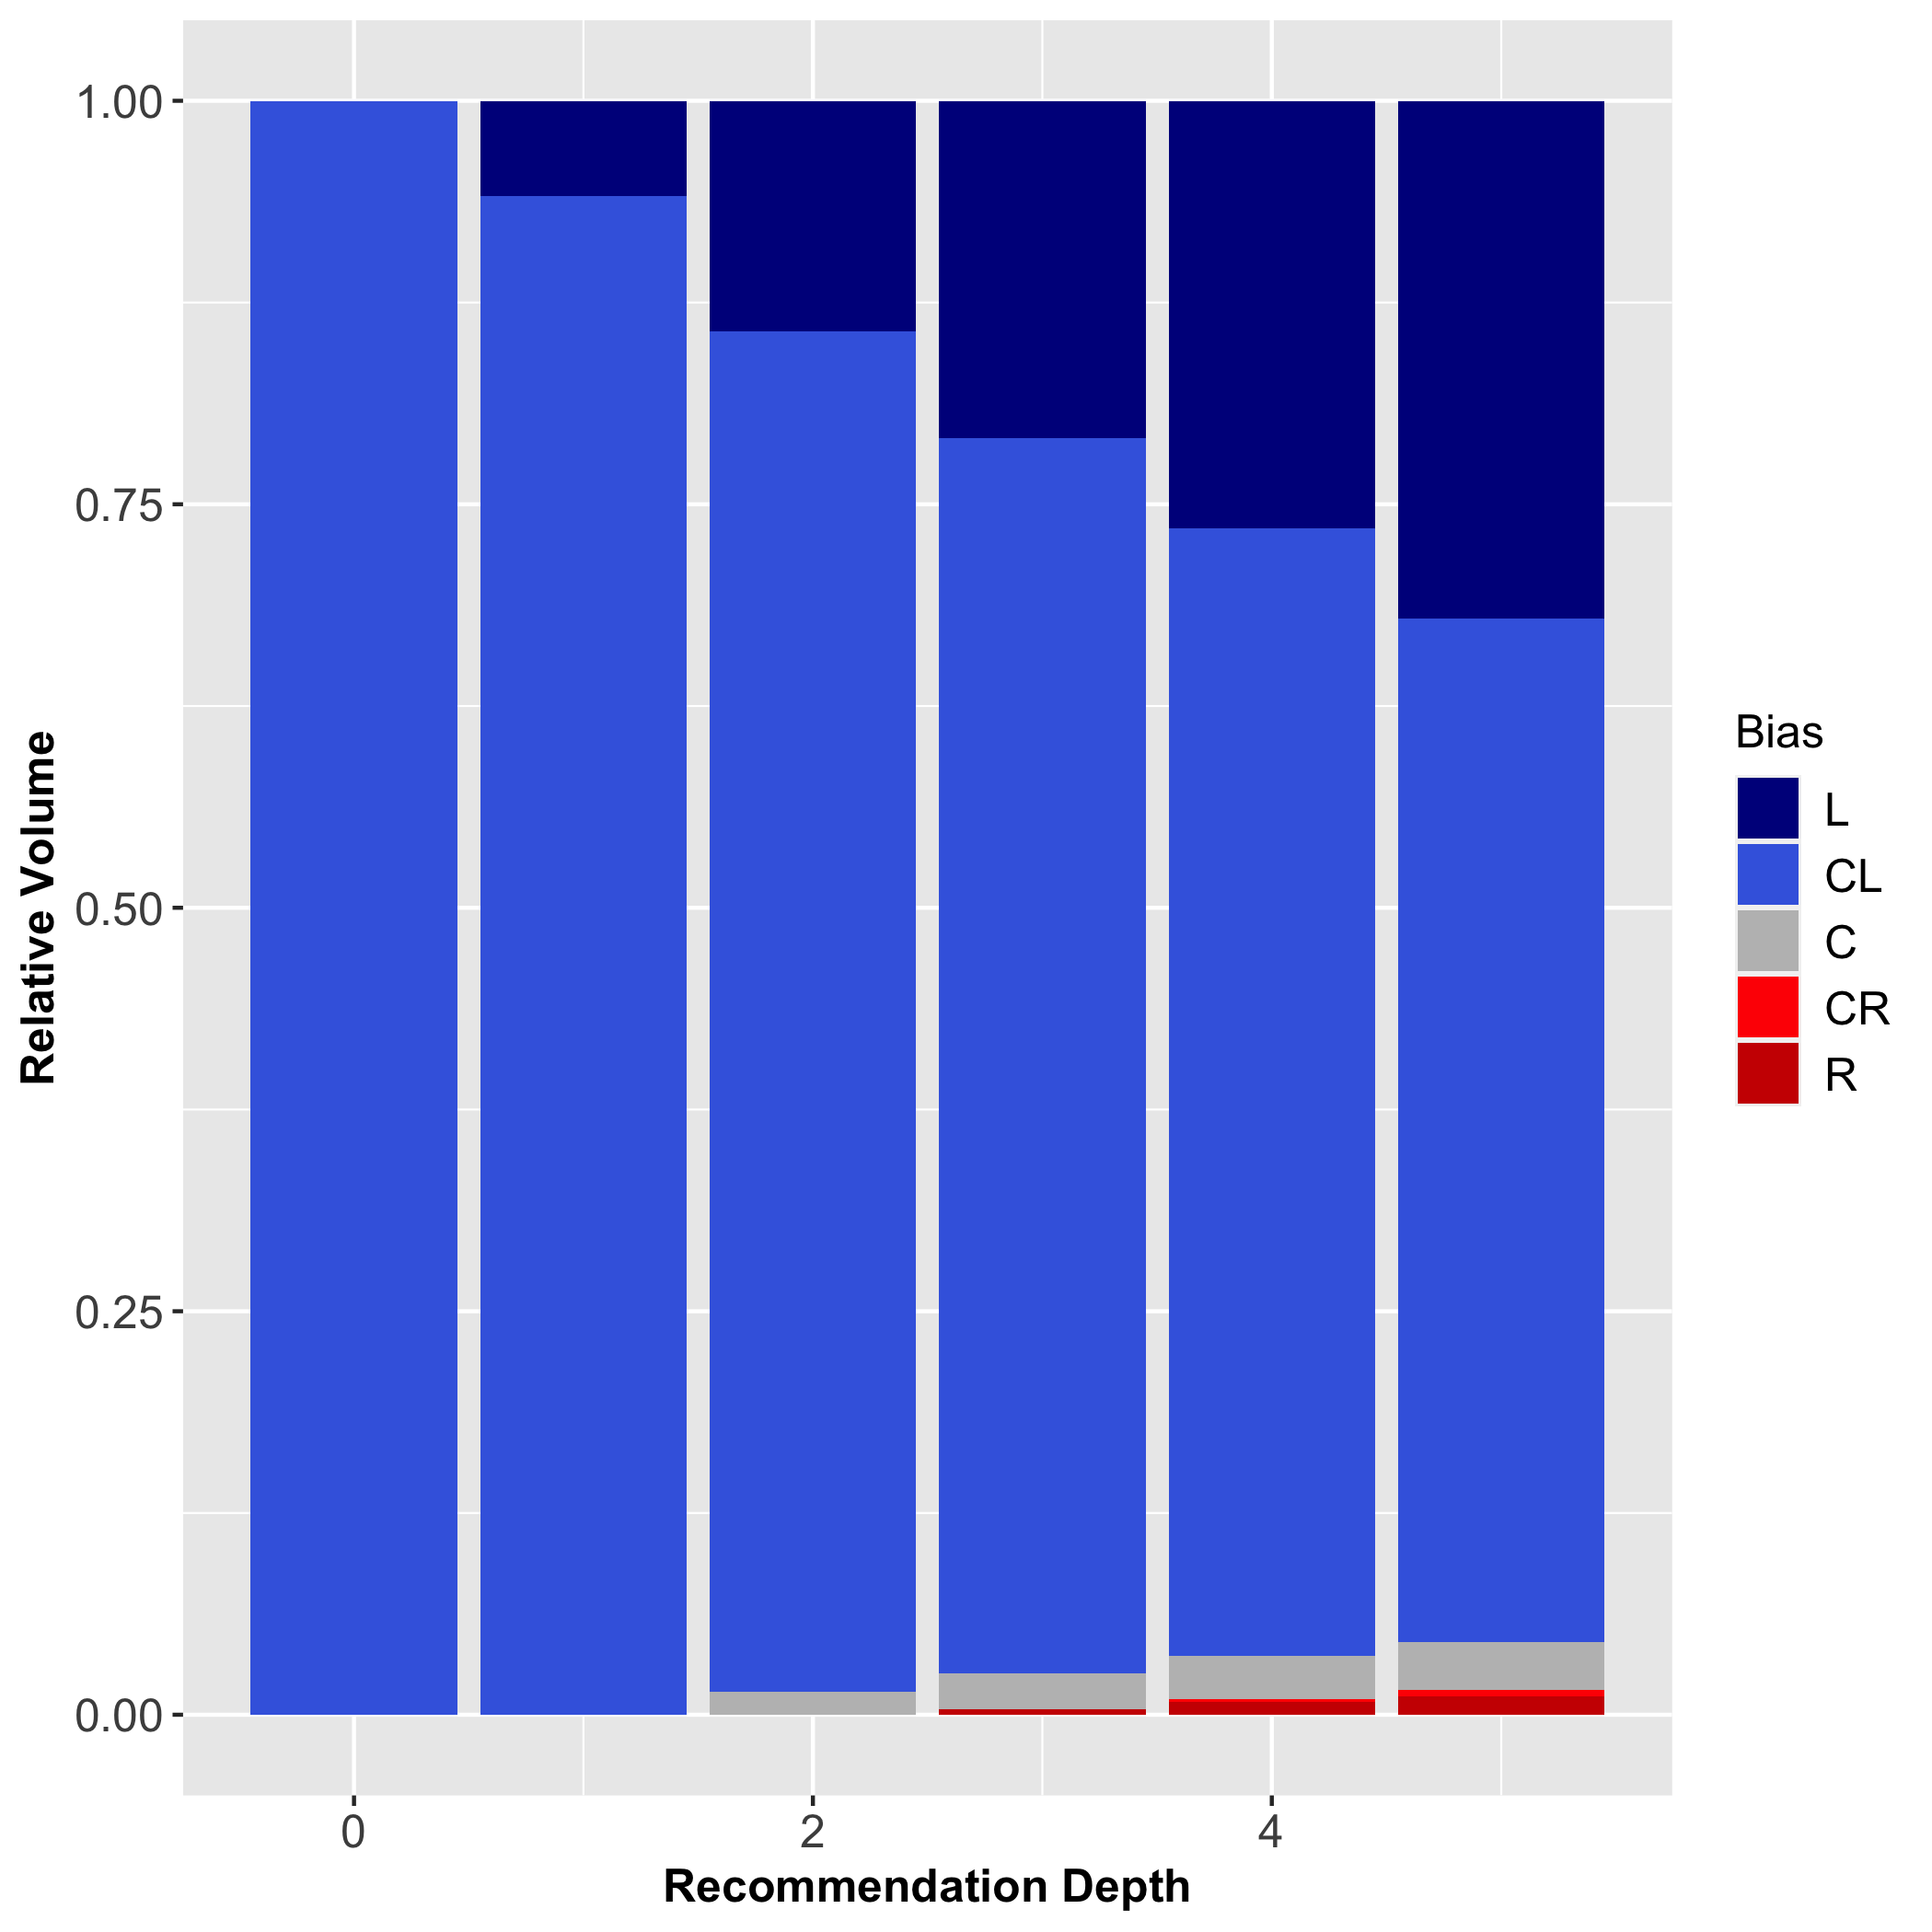 1.00
0.75
0.50
0.25
0.00
Relative Volume
0
2
4
Recommendation Depth
Bias
L
CL
C
CR
R